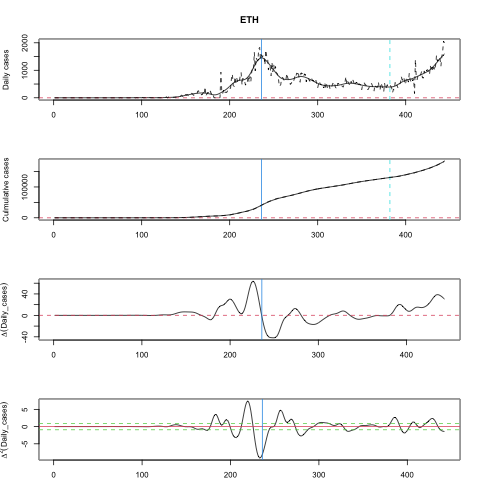 ETH
Daily cases
0 1000 2000
0 100 200 300 400
Culmulative cases
0 100000
0 100 200 300 400
Δ(Daily_cases)
-40 0 40
0 100 200 300 400
Δ²(Daily_cases)
-5 0 5
0 100 200 300 400